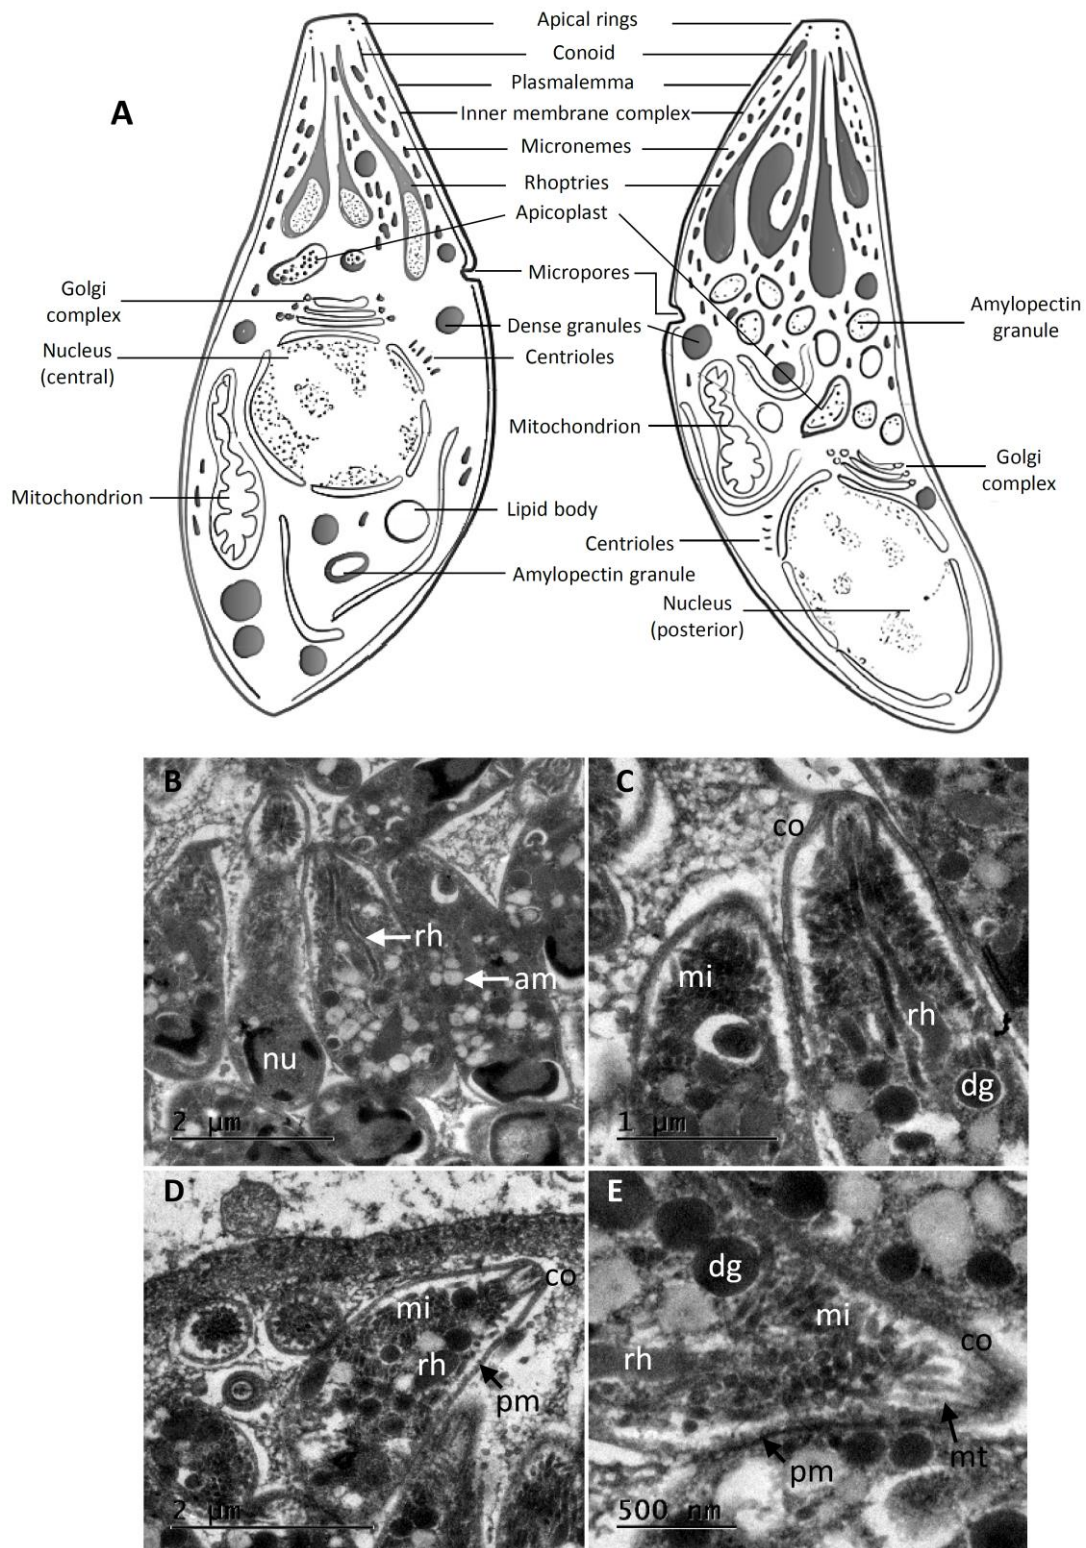 A
Apical rings
Conoid
Plasmalemma
Inner membrane complex
Micronemes
Rhoptries
Apicoplast
Micropores
Golgi
complex
Dense granules
Amylopectin
granule
Nucleus
(central)
Centrioles
Mitochondrion
Mitochondrion
Golgi
complex
Lipid body
Centrioles
Amylopectin granule
Nucleus
(posterior)
B
rh
am
nu
2 µm
C
co
mi
rh
dg
1 µm
D
co
mi
rh
pm
2 µm
E
dg
mi
co
rh
mt
pm
500 nm